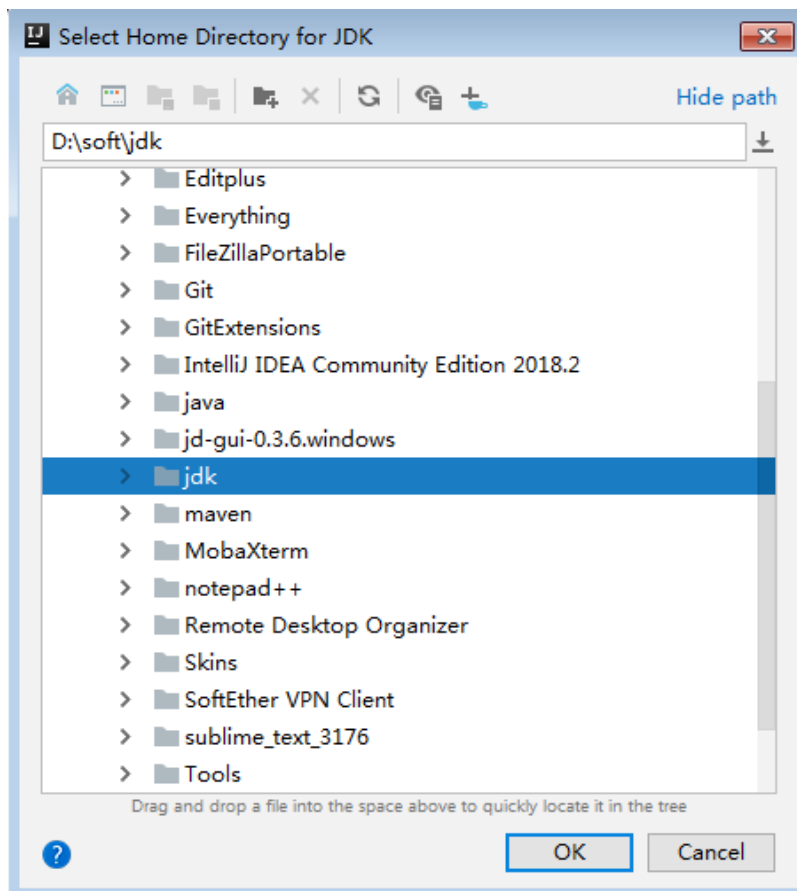 IJ Select Home Directory for JDK
Hide path
D:\soft\jdk
Editplus
Everything
FileZillaPortable
Git
GitExtensions
IntelliJ IDEA Community Edition 2018.2
java
jd-gui-0.3.6.windows
jdk
maven
MobaXterm
notepad++
Remote Desktop Organizer
Skins
SoftEther VPN Client
sublime_text_3176
Tools
Drag and drop a file into the space above to quickly locate it in the tree
? OK Cancel